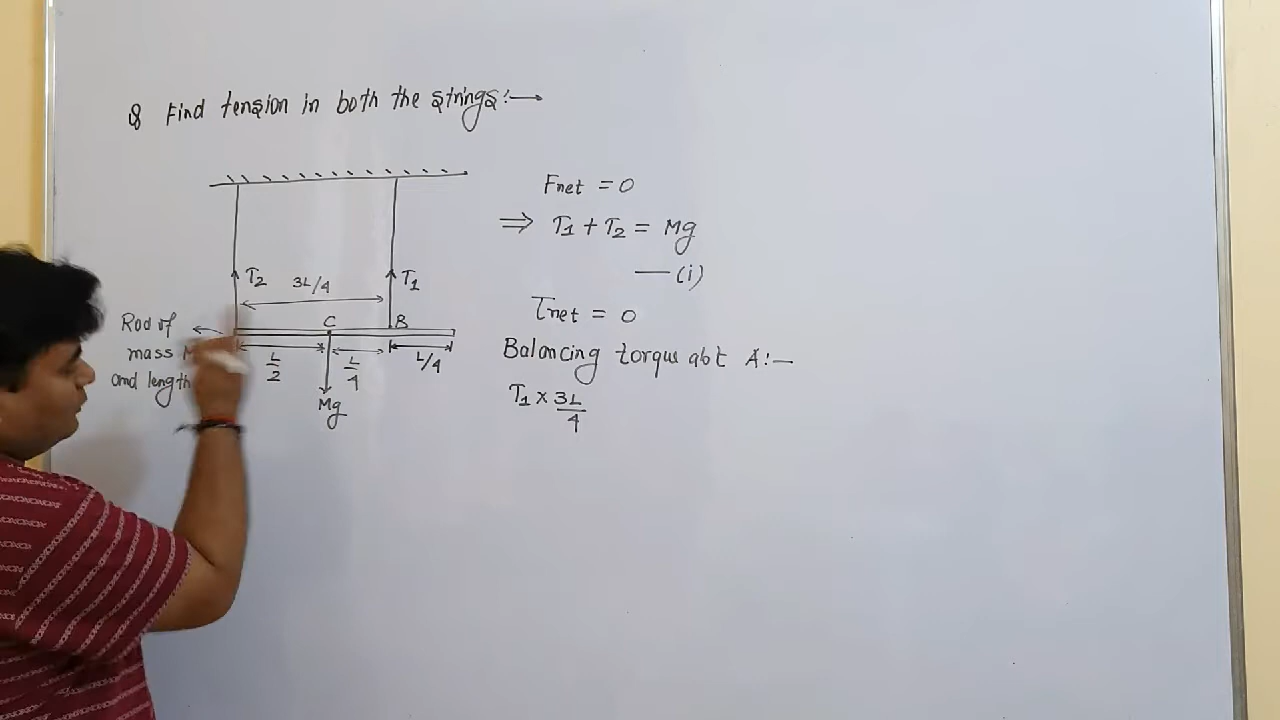 Q Find tension in both the strings:→
T2
3L/4
T1
C
B
Rod of
mass M
and length
L/2
L/4
L/4
Mg
Fnet = 0
⇒ T1 + T2 = Mg
—(i)
τnet = 0
Balancing torque abt A:—
T1 × 3L/4